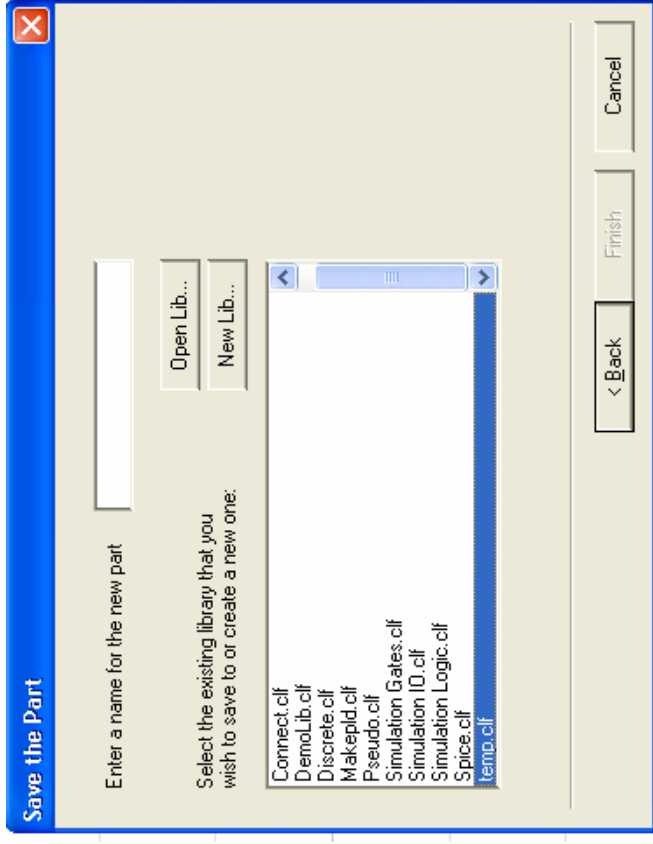 Save the Part
Enter a name for the new part
Select the existing library that you
wish to save to or create a new one:
Open Lib...
New Lib...
Connect.clf
DemoLib.clf
Discrete.clf
Makepld.clf
Pseudo.clf
Simulation Gates.clf
Simulation IO.clf
Simulation Logic.clf
Spice.clf
temp.clf
< Back
Finish
Cancel